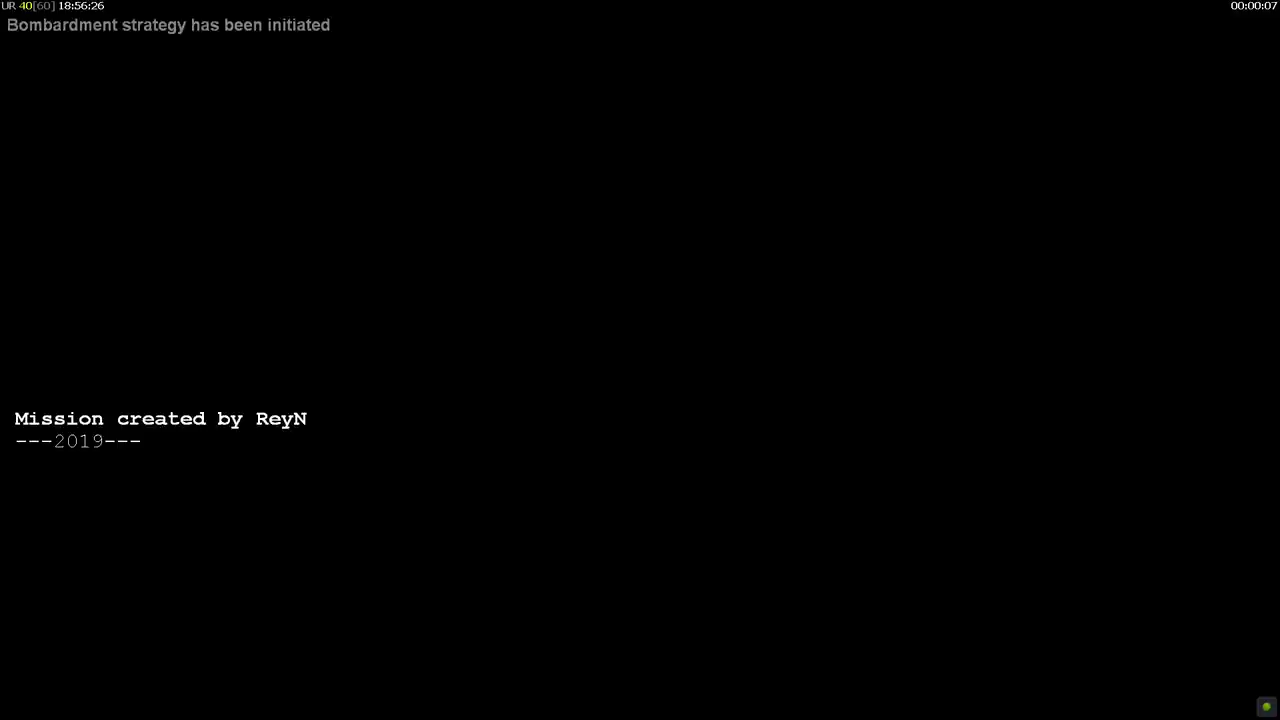 UR 40[60] 18:56:26
00:00:07
Bombardment strategy has been initiated
Mission created by ReyN
---2019---